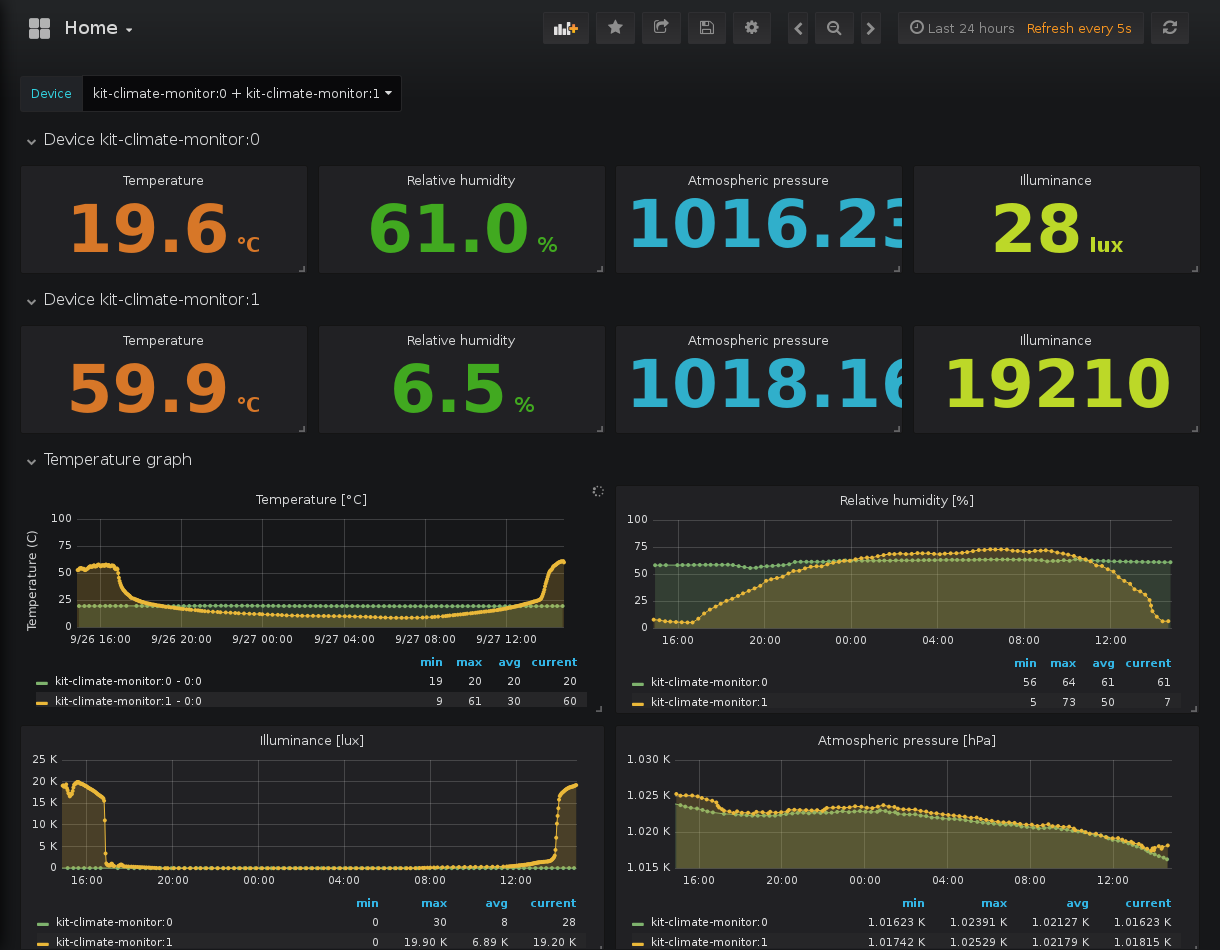 Home
Last 24 hours Refresh every 5s
Device kit-climate-monitor:0 + kit-climate-monitor:1
Device kit-climate-monitor:0
Temperature Relative humidity Atmospheric pressure Illuminance
19.6 °C 61.0 % 1016.23 28 lux
Device kit-climate-monitor:1
Temperature Relative humidity Atmospheric pressure Illuminance
59.9 °C 6.5 % 1018.16 19210
Temperature graph
Temperature [°C]
Temperature (C)
100
75
50
25
0
9/26 16:00 9/26 20:00 9/27 00:00 9/27 04:00 9/27 08:00 9/27 12:00
min max avg current
kit-climate-monitor:0 - 0:0 19 20 20 20
kit-climate-monitor:1 - 0:0 9 61 30 60
Relative humidity [%]
100
75
50
25
0
16:00 20:00 00:00 04:00 08:00 12:00
min max avg current
kit-climate-monitor:0 56 64 61 61
kit-climate-monitor:1 5 73 50 7
Illuminance [lux]
25 K
20 K
15 K
10 K
5 K
0
16:00 20:00 00:00 04:00 08:00 12:00
min max avg current
kit-climate-monitor:0 0 30 8 28
kit-climate-monitor:1 0 19.90 K 6.89 K 19.20 K
Atmospheric pressure [hPa]
1.030 K
1.025 K
1.020 K
1.015 K
16:00 20:00 00:00 04:00 08:00 12:00
min max avg current
kit-climate-monitor:0 1.01623 K 1.02391 K 1.02127 K 1.01623 K
kit-climate-monitor:1 1.01742 K 1.02529 K 1.02179 K 1.01815 K